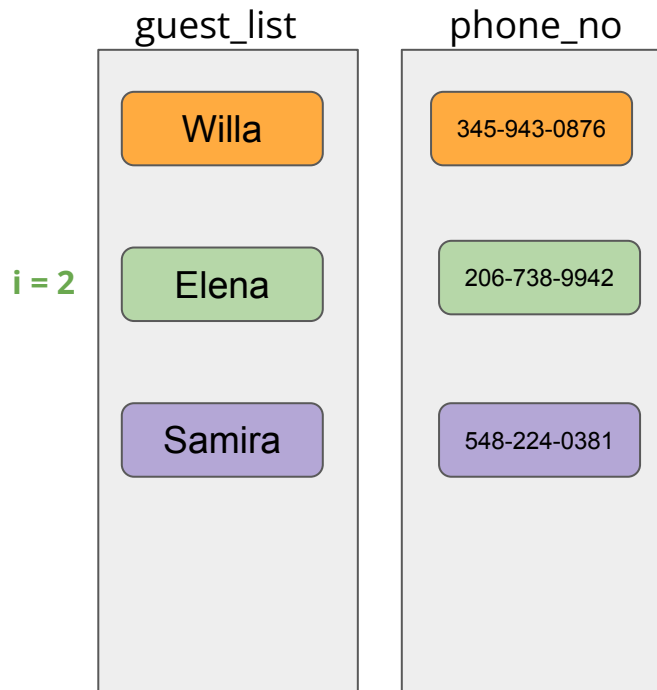 guest_list
phone_no
Willa
345-943-0876
i = 2
Elena
206-738-9942
Samira
548-224-0381